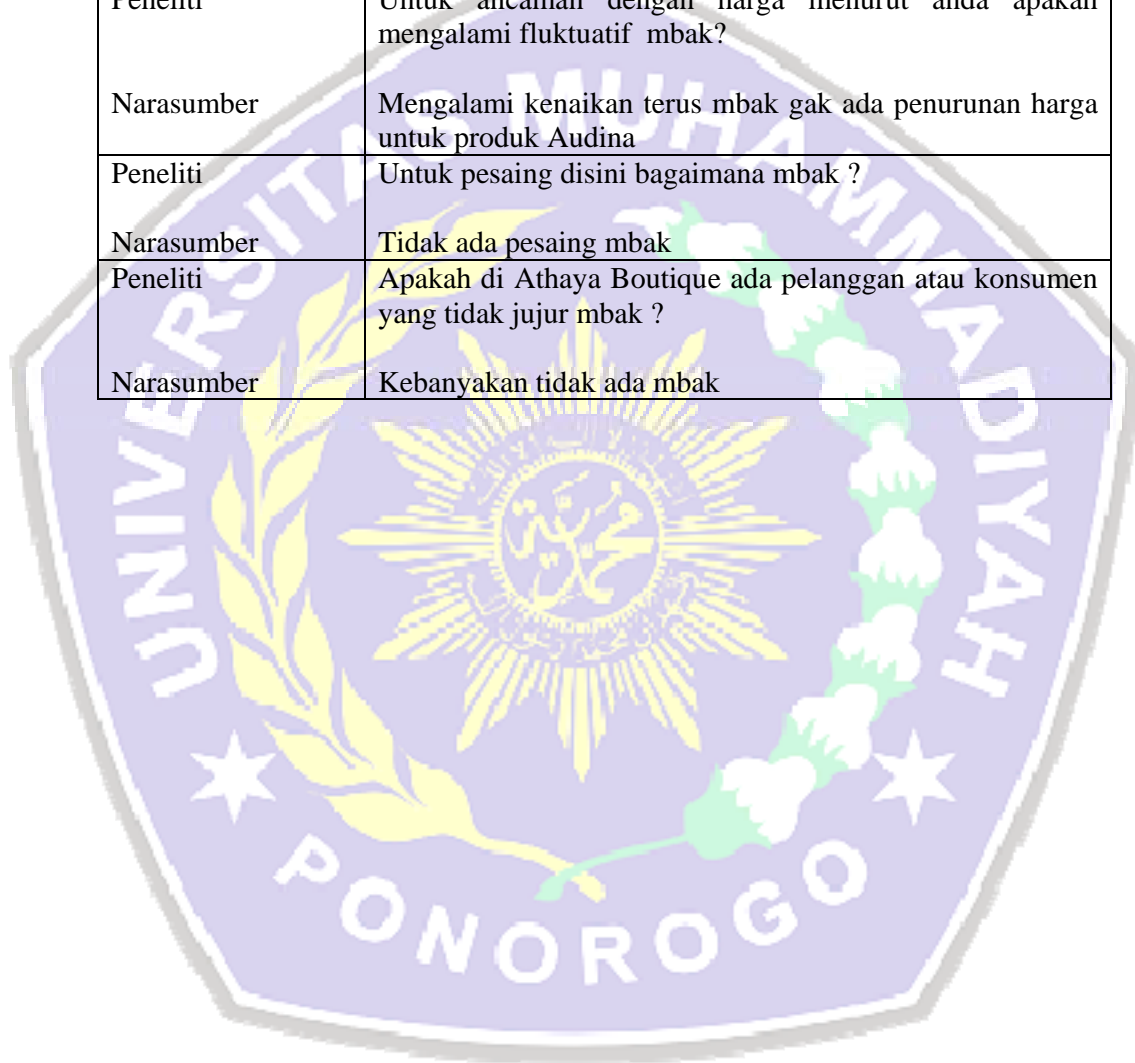 Peneliti Untuk ancaman dengan harga menurut anda apakah
mengalami fluktuatif mbak?
Narasumber Mengalami kenaikan terus mbak gak ada penurunan harga
untuk produk Audina
Peneliti Untuk pesaing disini bagaimana mbak ?
Narasumber Tidak ada pesaing mbak
Peneliti Apakah di Athaya Boutique ada pelanggan atau konsumen
yang tidak jujur mbak ?
Narasumber Kebanyakan tidak ada mbak
UNIVERSITAS MUHAMMADIYAH
PONOROGO